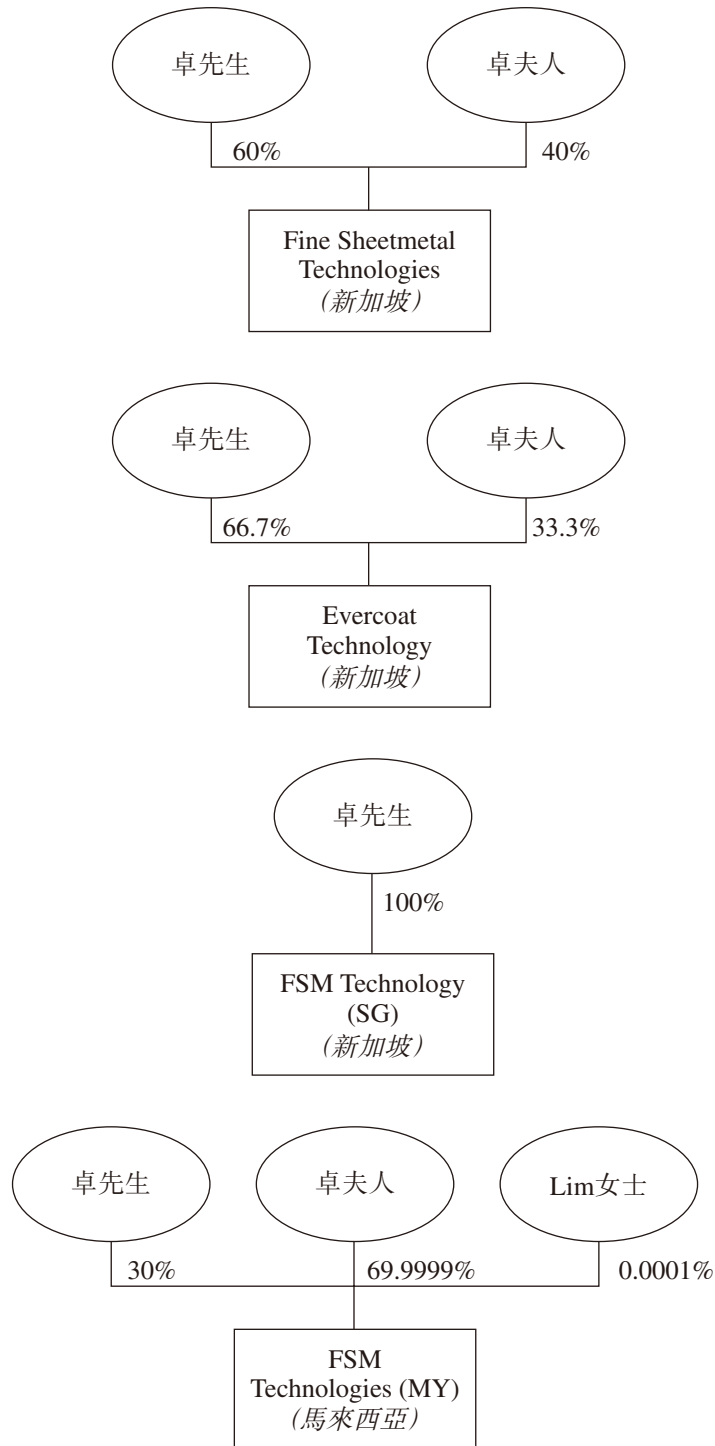 卓先生
卓夫人
60%
40%
Fine Sheetmetal
Technologies
(新加坡)
卓先生
卓夫人
66.7%
33.3%
Evercoat
Technology
(新加坡)
卓先生
100%
FSM Technology
(SG)
(新加坡)
卓先生
卓夫人
Lim女士
30%
69.9999%
0.0001%
FSM
Technologies (MY)
(馬來西亞)